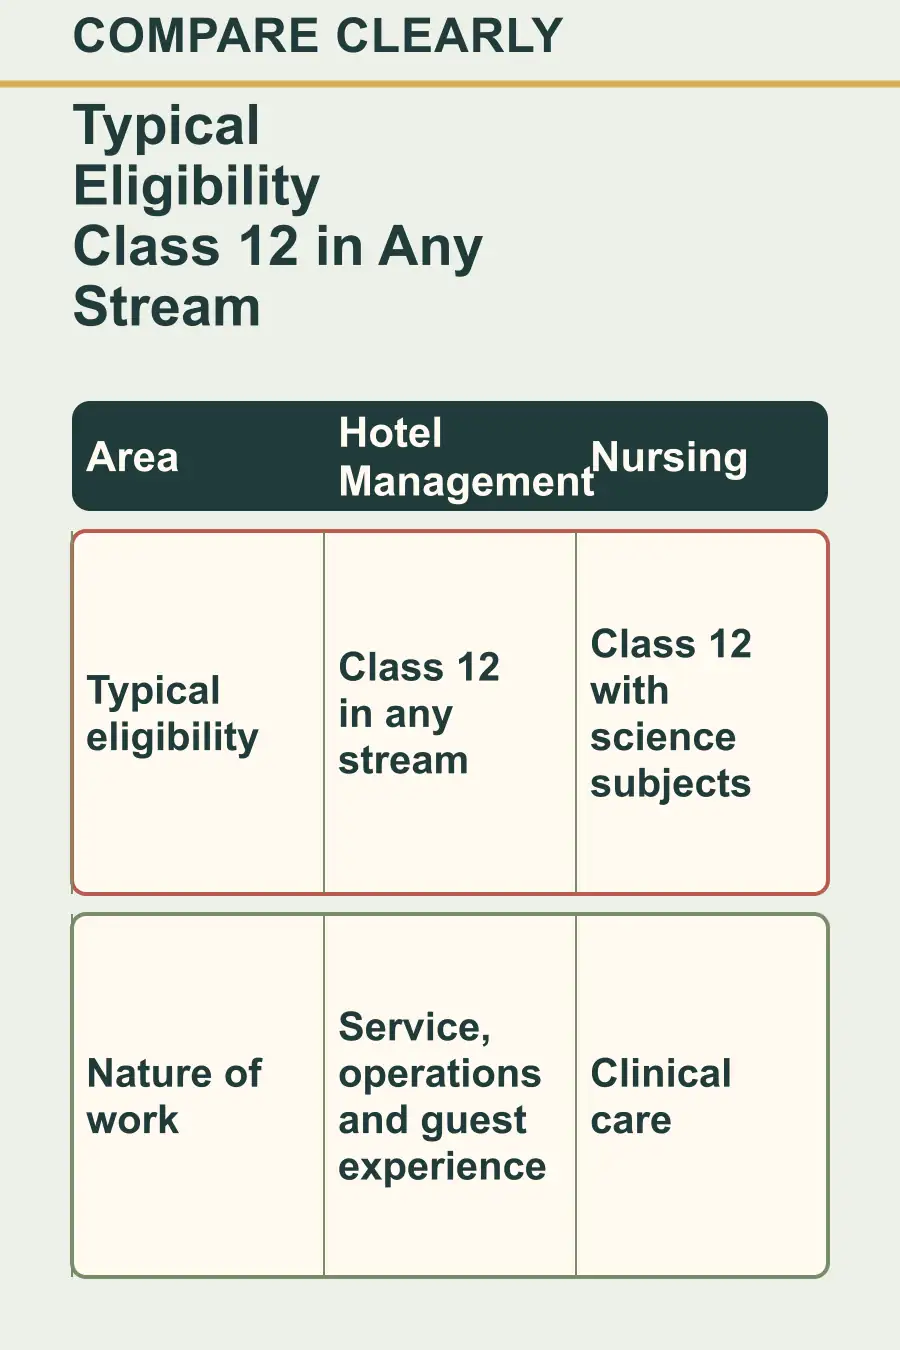 COMPARE CLEARLY
Typical
Eligibility
Class 12 in Any
Stream
Area
Hotel
Management
Nursing
Typical
eligibility
Class 12
in any
stream
Class 12
with
science
subjects
Nature of
work
Service,
operations
and guest
experience
Clinical
care